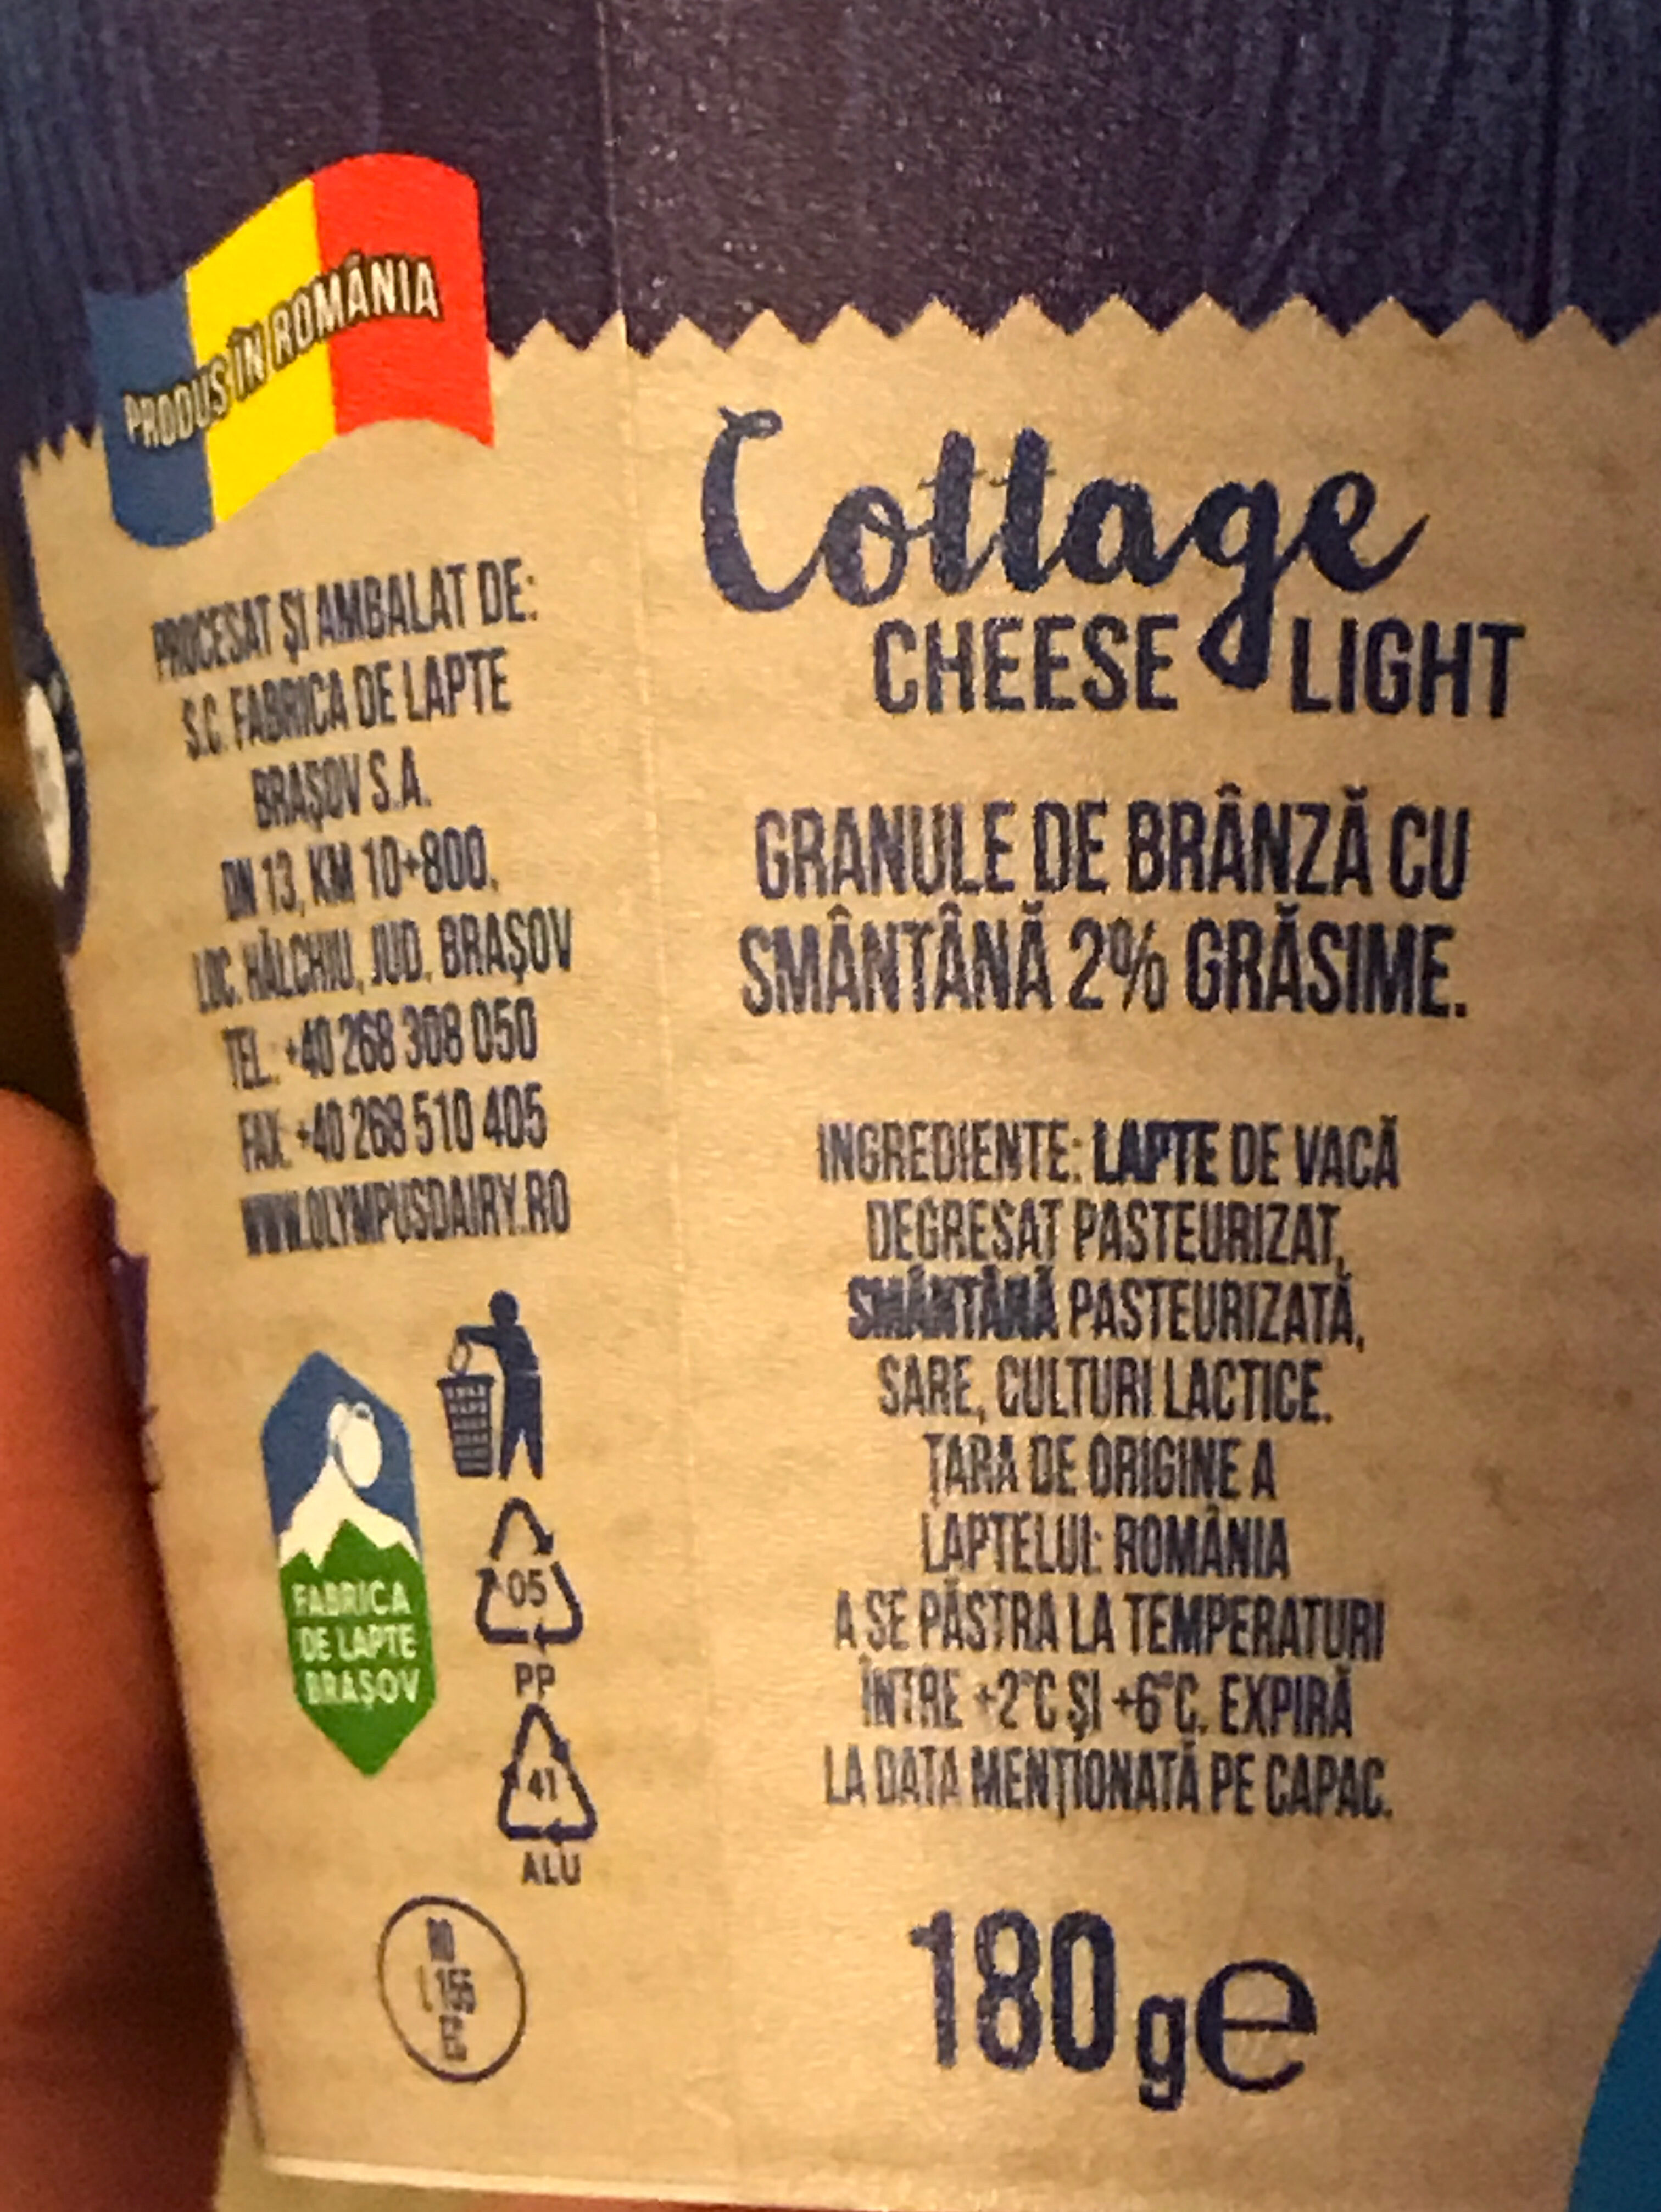 PRODUS ÎN ROMÂNIA
PROCESAT ȘI AMBALAT DE:
S.C. FABRICA DE LAPTE
BRAȘOV S.A.
DN 13, KM 10+800,
LOC. HĂLCHIU, JUD. BRAȘOV
TEL.: +40 268 308 050
FAX: +40 268 510 405
WWW.OLYMPUSDAIRY.RO
FABRICA
DE LAPTE
BRAȘOV
05
PP
41
ALU
RO
L 155
EC
Cottage
CHEESE LIGHT
GRANULE DE BRÂNZĂ CU
SMÂNTÂNĂ 2% GRĂSIME.
INGREDIENTE: LAPTE DE VACĂ
DEGRESAT PASTEURIZAT,
SMÂNTÂNĂ PASTEURIZATĂ,
SARE, CULTURI LACTICE.
ȚARA DE ORIGINE A
LAPTELUI: ROMÂNIA
A SE PĂSTRA LA TEMPERATURI
ÎNTRE +2°C ȘI +6°C. EXPIRĂ
LA DATA MENȚIONATĂ PE CAPAC.
180 g e